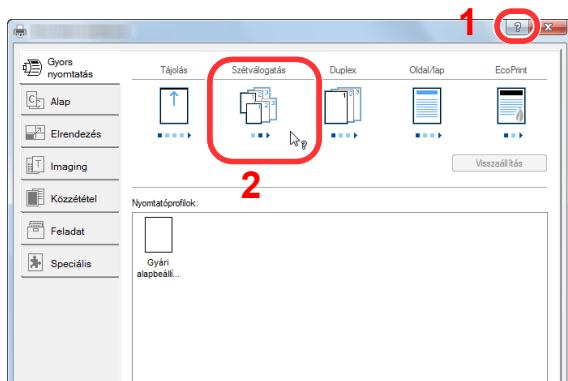 1
?
x
Gyors
nyomtatás
Tájolás
Szétválogatás
Duplex
Oldal/lap
EcoPrint
Alap
Elrendezés
Imaging
Közzététel
Feladat
Speciális
2
Visszaállítás
Nyomtatóprofilok:
Gyári
alapbeállí...